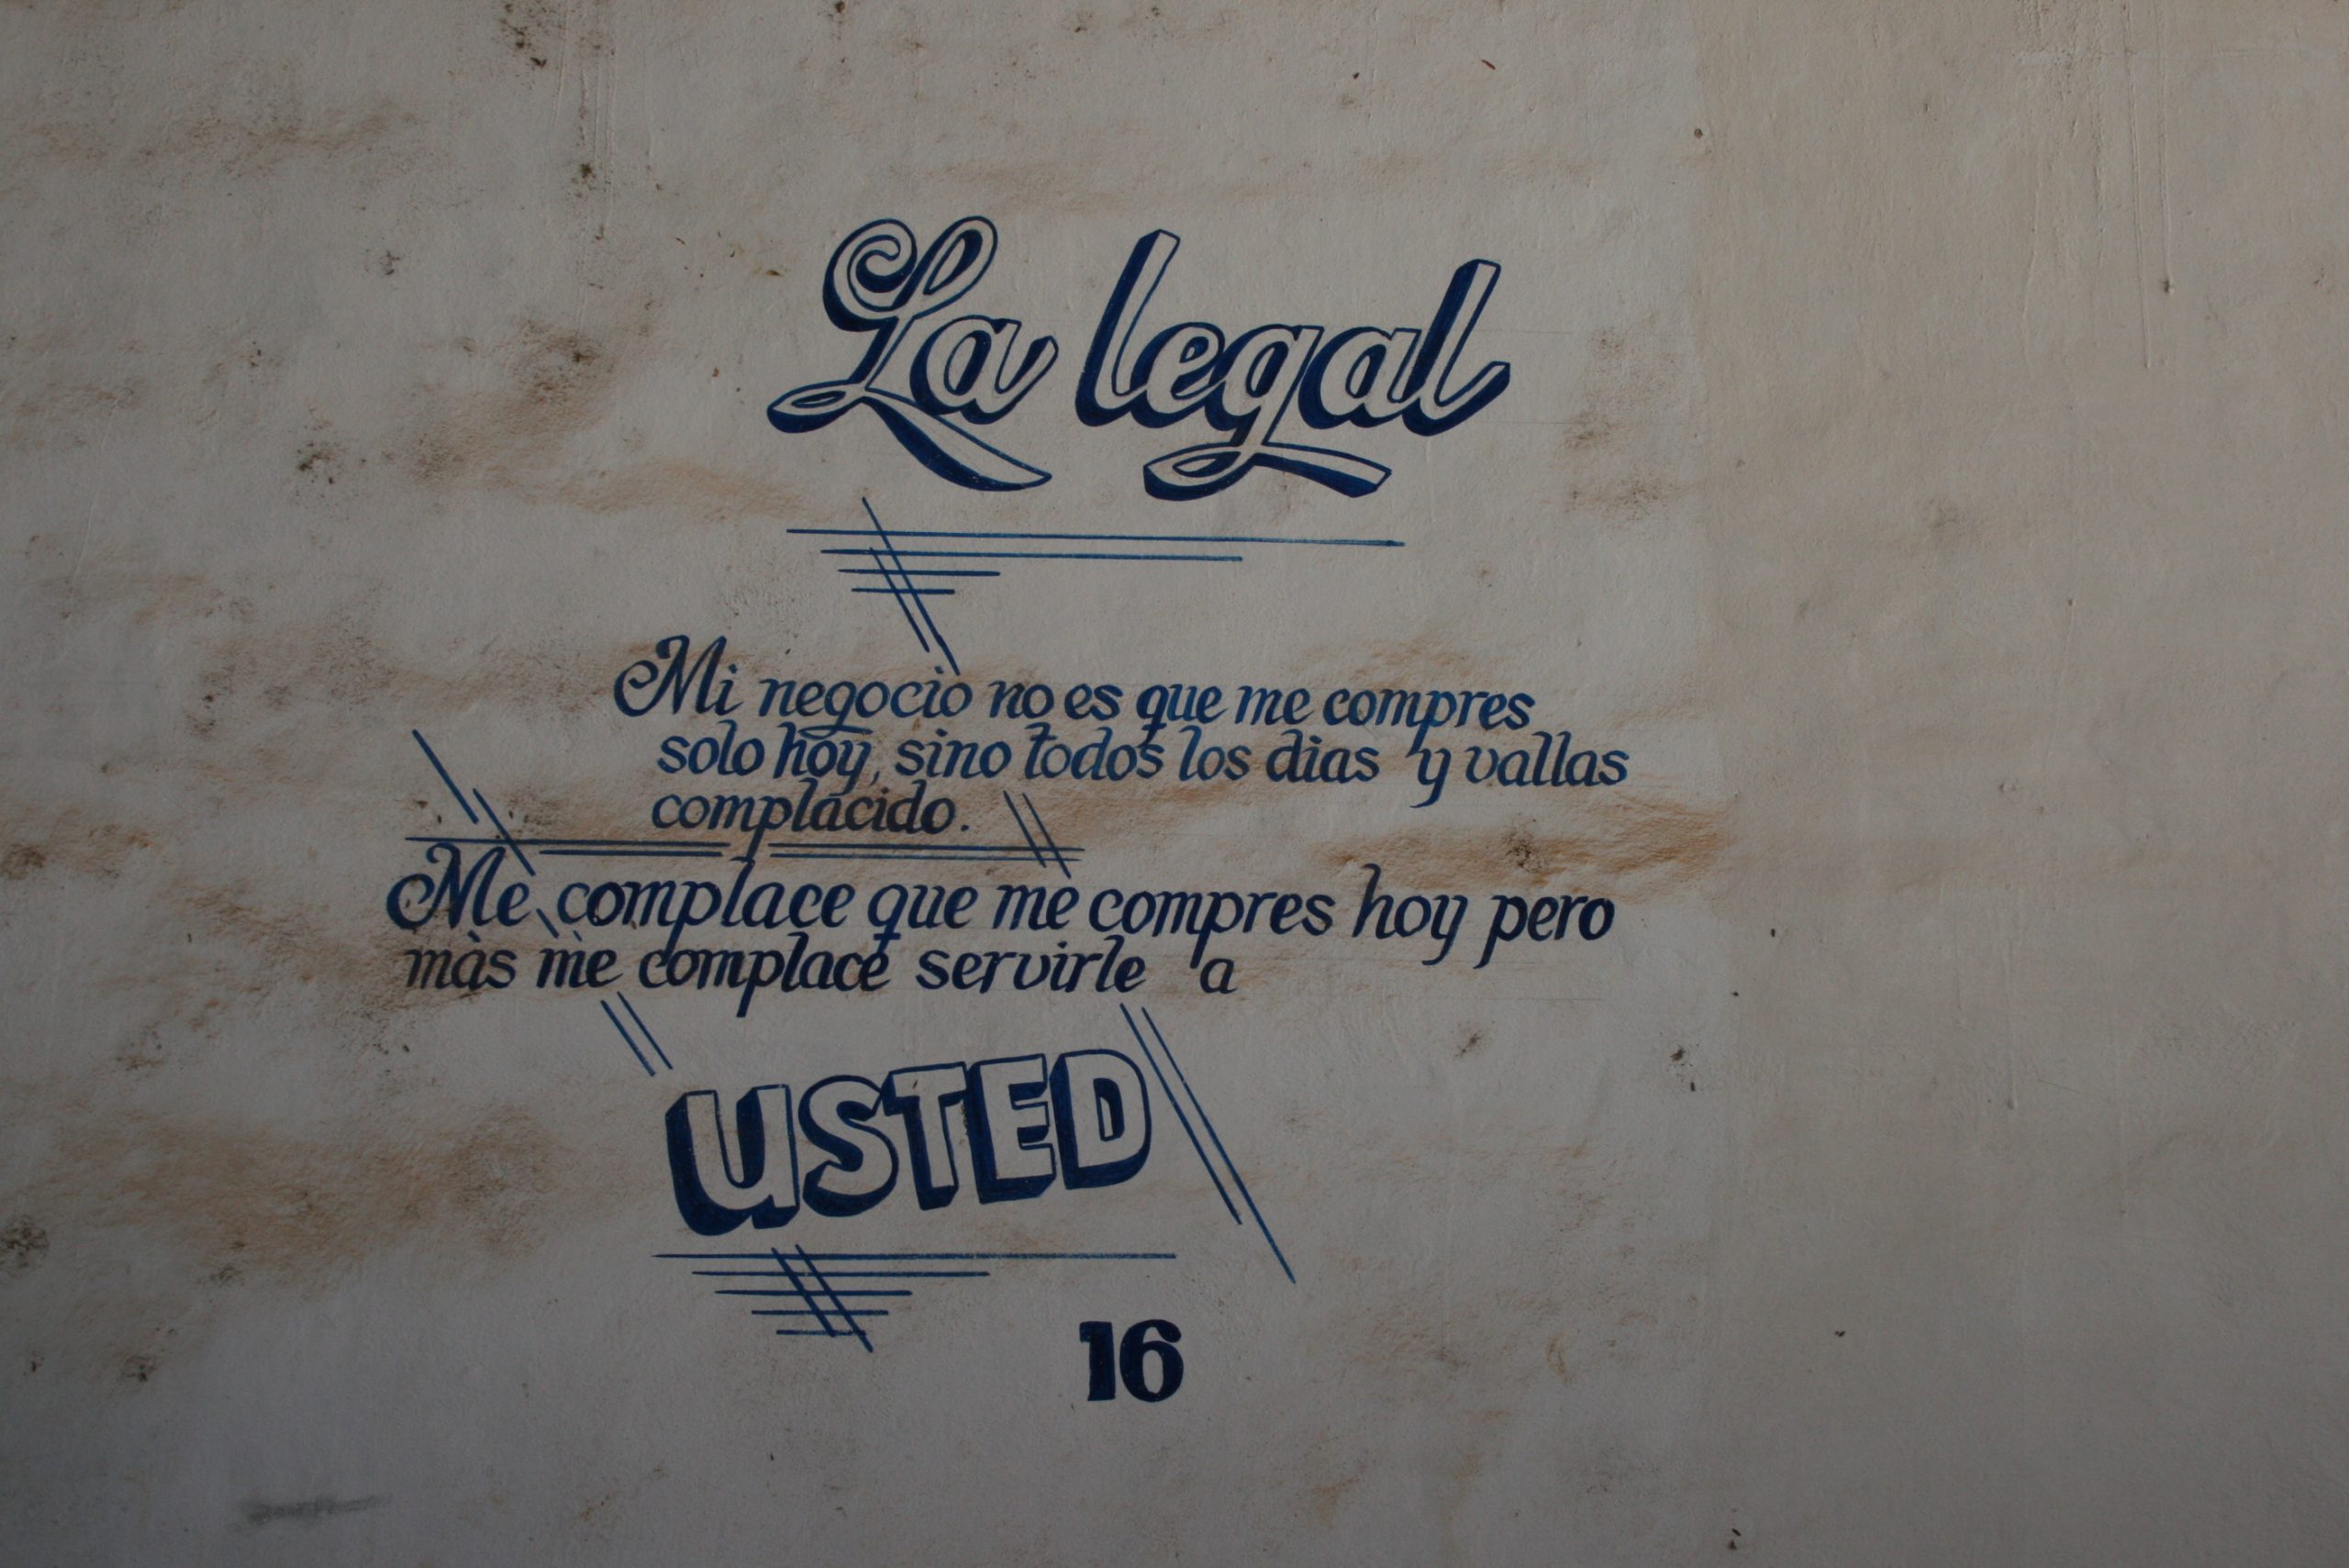 La legal
Mi negocio no es que me compres
solo hoy, sino todos los dias y vallas
complacido.
Me complace que me compres hoy pero
màs me complace servirle a
USTED
16